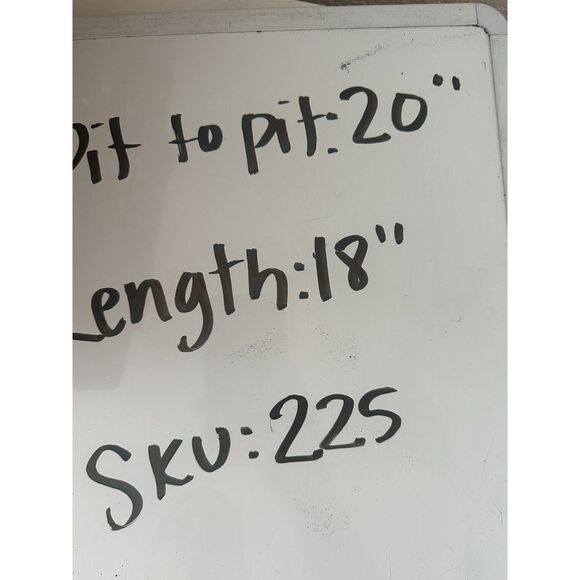 Pit to pit: 20"
Length: 18"
SKU: 225